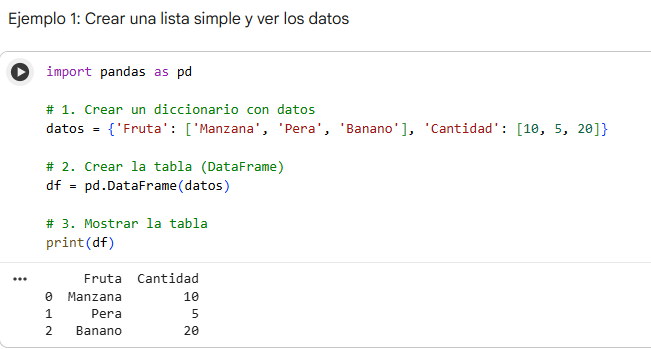 Ejemplo 1: Crear una lista simple y ver los datos
import pandas as pd
# 1. Crear un diccionario con datos
datos = {'Fruta': ['Manzana', 'Pera', 'Banano'], 'Cantidad': [10, 5, 20]}
# 2. Crear la tabla (DataFrame)
df = pd.DataFrame(datos)
# 3. Mostrar la tabla
print(df)
Fruta Cantidad
0 Manzana 10
1 Pera 5
2 Banano 20